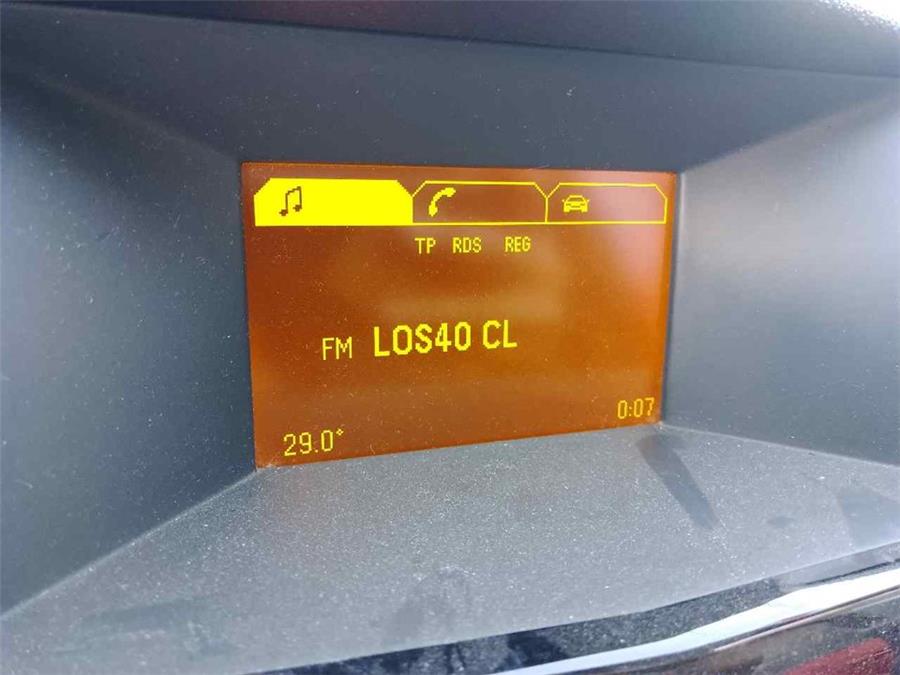 TP RDS REG
FM LOS40 CL
0:07
29.0°